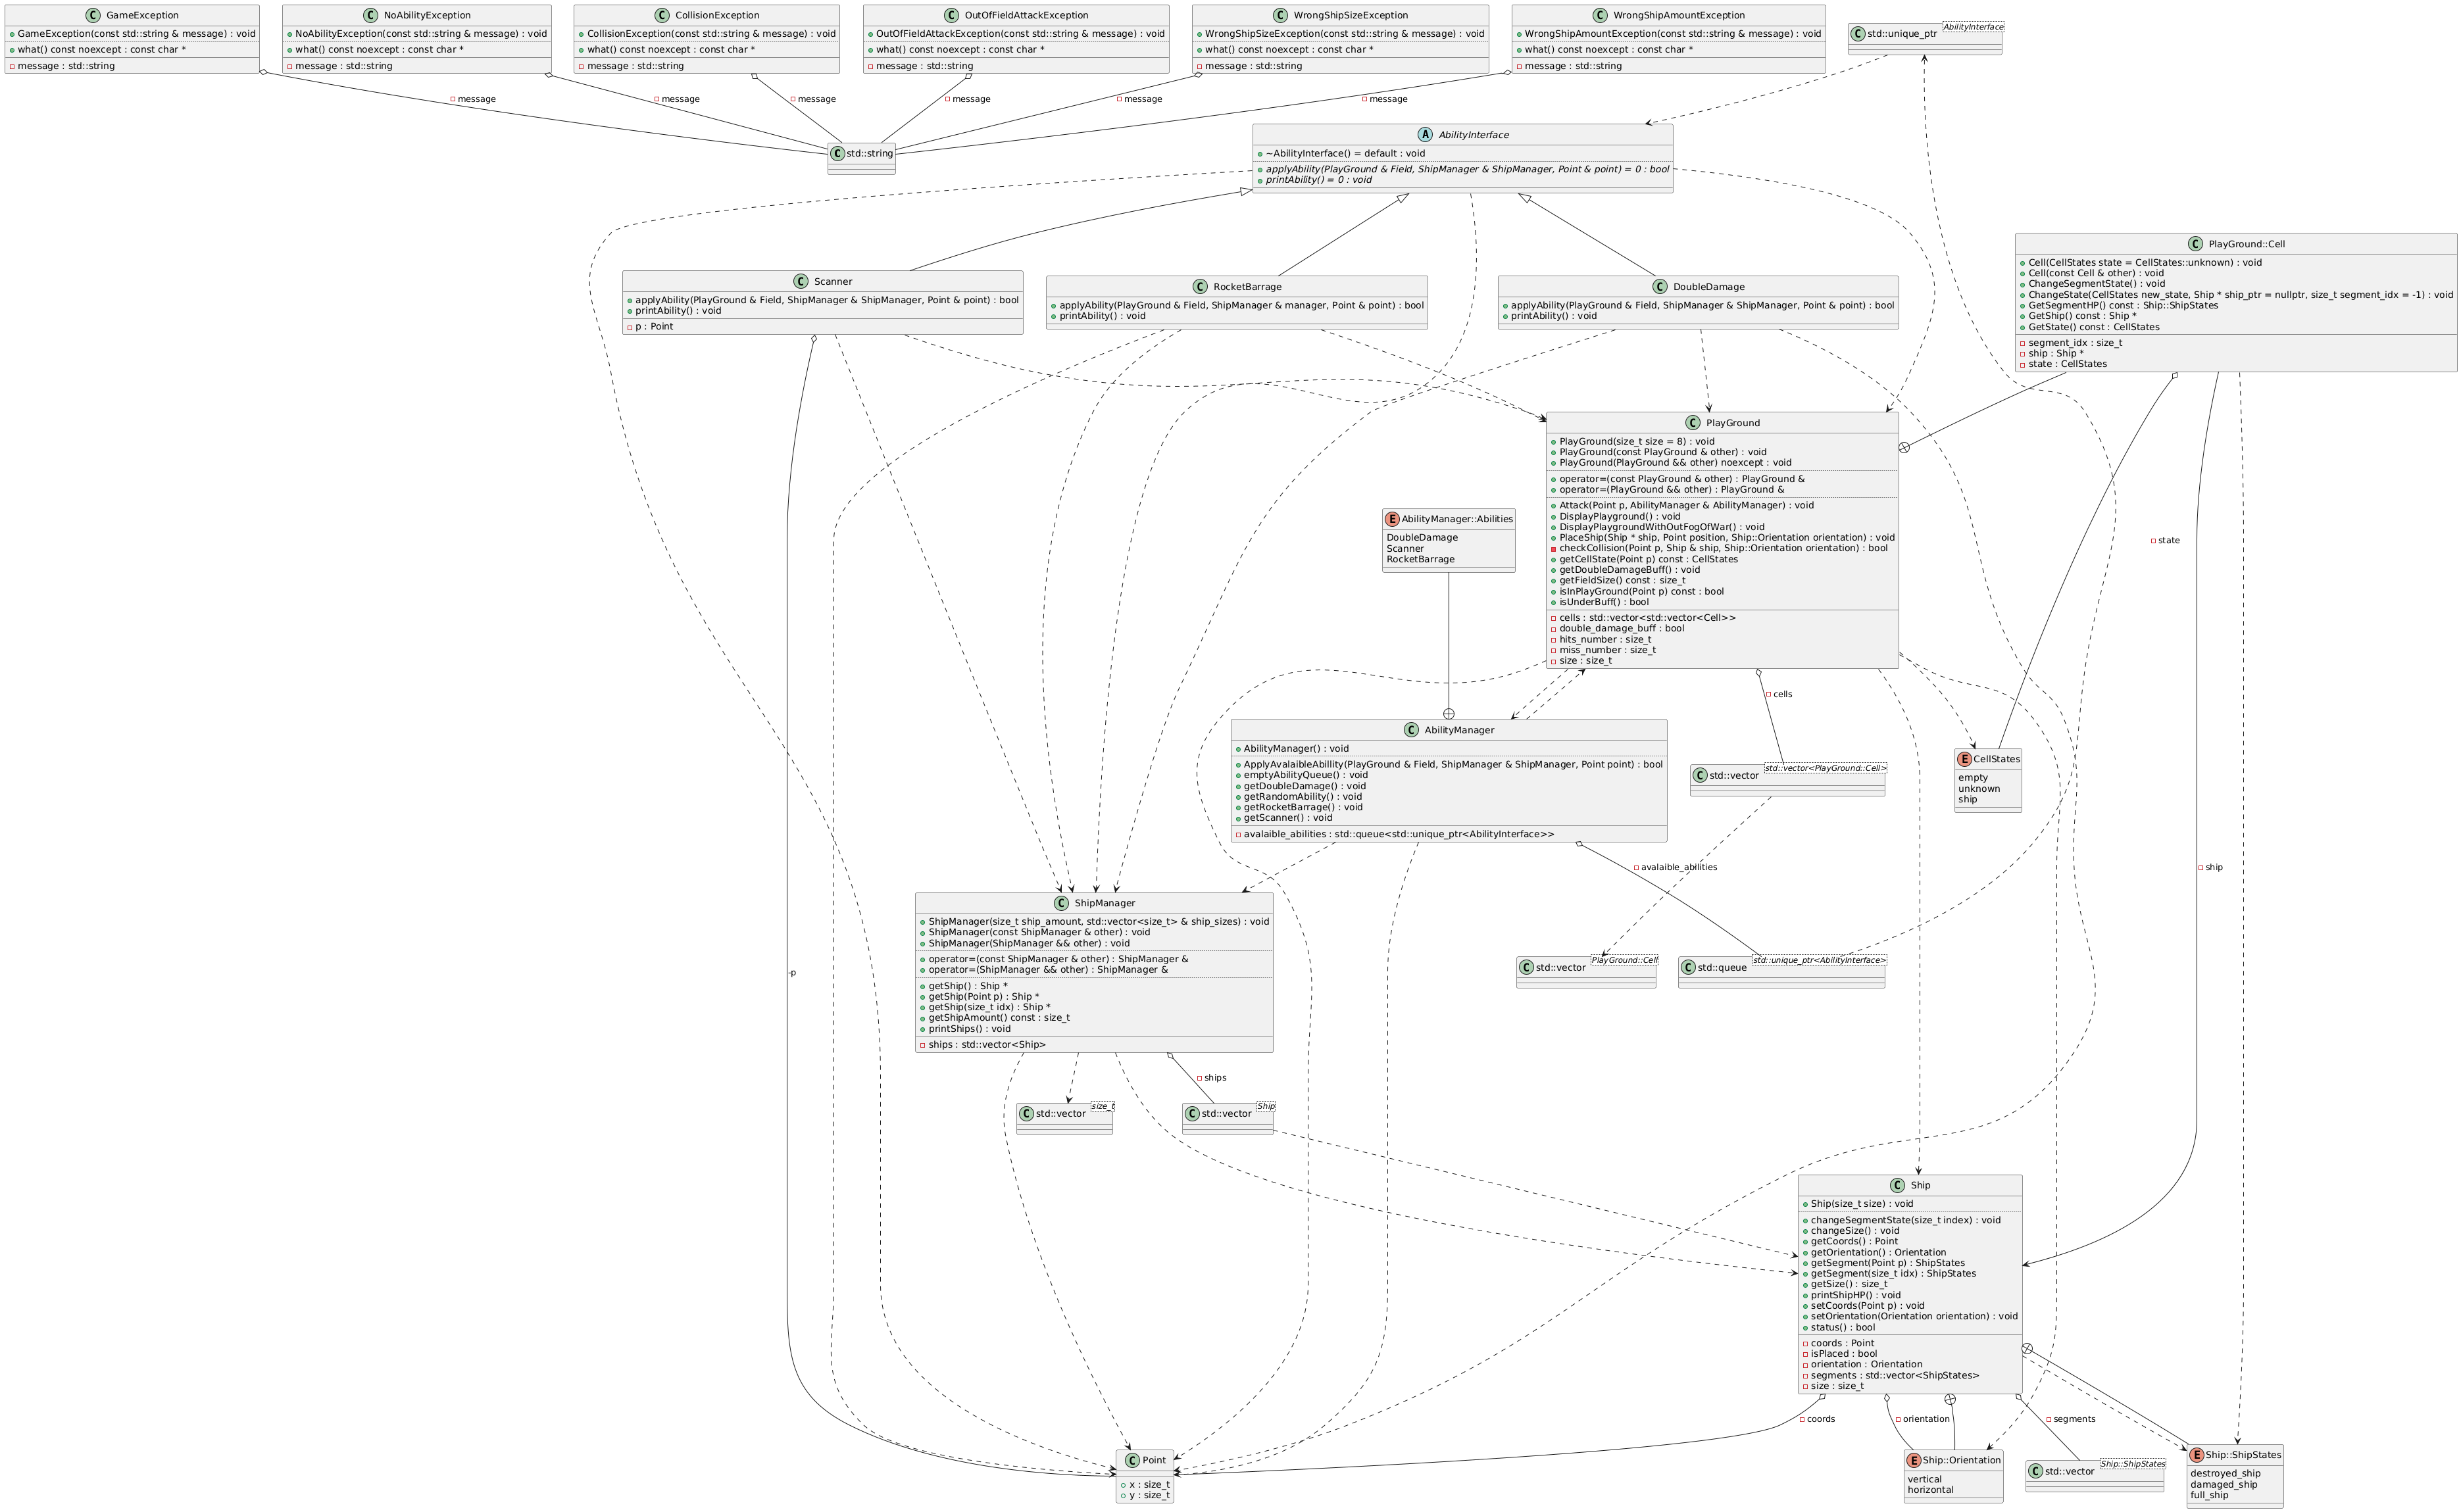 GameException
GameException(const std::string & message) : void
what() const noexcept : const char *
message : std::string
NoAbilityException
NoAbilityException(const std::string & message) : void
what() const noexcept : const char *
message : std::string
CollisionException
CollisionException(const std::string & message) : void
what() const noexcept : const char *
message : std::string
OutOfFieldAttackException
OutOfFieldAttackException(const std::string & message) : void
what() const noexcept : const char *
message : std::string
WrongShipSizeException
WrongShipSizeException(const std::string & message) : void
what() const noexcept : const char *
message : std::string
WrongShipAmountException
WrongShipAmountException(const std::string & message) : void
what() const noexcept : const char *
message : std::string
std::unique_ptr
AbilityInterface
message
message
message
message
message
message
std::string
AbilityInterface
~AbilityInterface() = default : void
applyAbility(PlayGround & Field, ShipManager & ShipManager, Point & point) = 0 : bool
printAbility() = 0 : void
PlayGround::Cell
Cell(CellStates state = CellStates::unknown) : void
Cell(const Cell & other) : void
ChangeSegmentState() : void
ChangeState(CellStates new_state, Ship * ship_ptr = nullptr, size_t segment_idx = -1) : void
GetSegmentHP() const : Ship::ShipStates
GetShip() const : Ship *
GetState() const : CellStates
segment_idx : size_t
ship : Ship *
state : CellStates
Scanner
applyAbility(PlayGround & Field, ShipManager & ShipManager, Point & point) : bool
printAbility() : void
p : Point
RocketBarrage
applyAbility(PlayGround & Field, ShipManager & manager, Point & point) : bool
printAbility() : void
DoubleDamage
applyAbility(PlayGround & Field, ShipManager & ShipManager, Point & point) : bool
printAbility() : void
PlayGround
PlayGround(size_t size = 8) : void
PlayGround(const PlayGround & other) : void
PlayGround(PlayGround && other) noexcept : void
operator=(const PlayGround & other) : PlayGround &
operator=(PlayGround && other) : PlayGround &
Attack(Point p, AbilityManager & AbilityManager) : void
DisplayPlayground() : void
DisplayPlaygroundWithOutFogOfWar() : void
PlaceShip(Ship * ship, Point position, Ship::Orientation orientation) : void
checkCollision(Point p, Ship & ship, Ship::Orientation orientation) : bool
getCellState(Point p) const : CellStates
getDoubleDamageBuff() : void
getFieldSize() const : size_t
isInPlayGround(Point p) const : bool
isUnderBuff() : bool
cells : std::vector<std::vector<Cell>>
double_damage_buff : bool
hits_number : size_t
miss_number : size_t
size : size_t
AbilityManager::Abilities
DoubleDamage
Scanner
RocketBarrage
state
cells
AbilityManager
AbilityManager() : void
ApplyAvalaibleAbillity(PlayGround & Field, ShipManager & ShipManager, Point point) : bool
emptyAbilityQueue() : void
getDoubleDamage() : void
getRandomAbility() : void
getRocketBarrage() : void
getScanner() : void
avalaible_abilities : std::queue<std::unique_ptr<AbilityInterface>>
std::vector
std::vector<PlayGround::Cell>
CellStates
empty
unknown
ship
avalaible_abilities
ship
ShipManager
ShipManager(size_t ship_amount, std::vector<size_t> & ship_sizes) : void
ShipManager(const ShipManager & other) : void
ShipManager(ShipManager && other) : void
operator=(const ShipManager & other) : ShipManager &
operator=(ShipManager && other) : ShipManager &
getShip() : Ship *
getShip(Point p) : Ship *
getShip(size_t idx) : Ship *
getShipAmount() const : size_t
printShips() : void
ships : std::vector<Ship>
-p
std::vector
PlayGround::Cell
std::queue
std::unique_ptr<AbilityInterface>
ships
std::vector
size_t
std::vector
Ship
Ship
Ship(size_t size) : void
changeSegmentState(size_t index) : void
changeSize() : void
getCoords() : Point
getOrientation() : Orientation
getSegment(Point p) : ShipStates
getSegment(size_t idx) : ShipStates
getSize() : size_t
printShipHP() : void
setCoords(Point p) : void
setOrientation(Orientation orientation) : void
status() : bool
coords : Point
isPlaced : bool
orientation : Orientation
segments : std::vector<ShipStates>
size : size_t
coords
orientation
segments
Point
x : size_t
y : size_t
Ship::Orientation
vertical
horizontal
std::vector
Ship::ShipStates
Ship::ShipStates
destroyed_ship
damaged_ship
full_ship